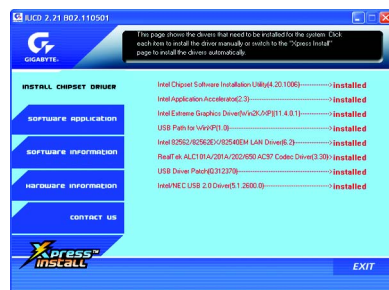 IUCD 2.21 B02.110501
GIGABYTE
This page shows the drivers that need to be installed for the system. Click
each item to install the driver manually or switch to the "Xpress Install"
page to install the drivers automatically.
INSTALL CHIPSET DRIVER
SOFTWARE APPLICATION
SOFTWARE INFORMATION
HARDWARE INFORMATION
CONTACT US
Intel Chipset Software Installation Utility(4.20.1006)---------------->installed
Intel Application Accelerator(2.3)---------------->installed
Intel Extreme Graphics Driver(Win2K/XP)(11.4.0.1)---------------->installed
USB Path for WinXP(1.0)---------------->installed
Intel 82562/82562EX/82540EM LAN Driver(6.2)---------------->installed
RealTek ALC101A/201A/202/650 AC97 Codec Driver(3.30)>installed
USB Driver Patch(Q312370)---------------->installed
Intel/NEC USB 2.0 Driver(5.1.2600.0)---------------->installed
Xpress™
INSTALL
EXIT